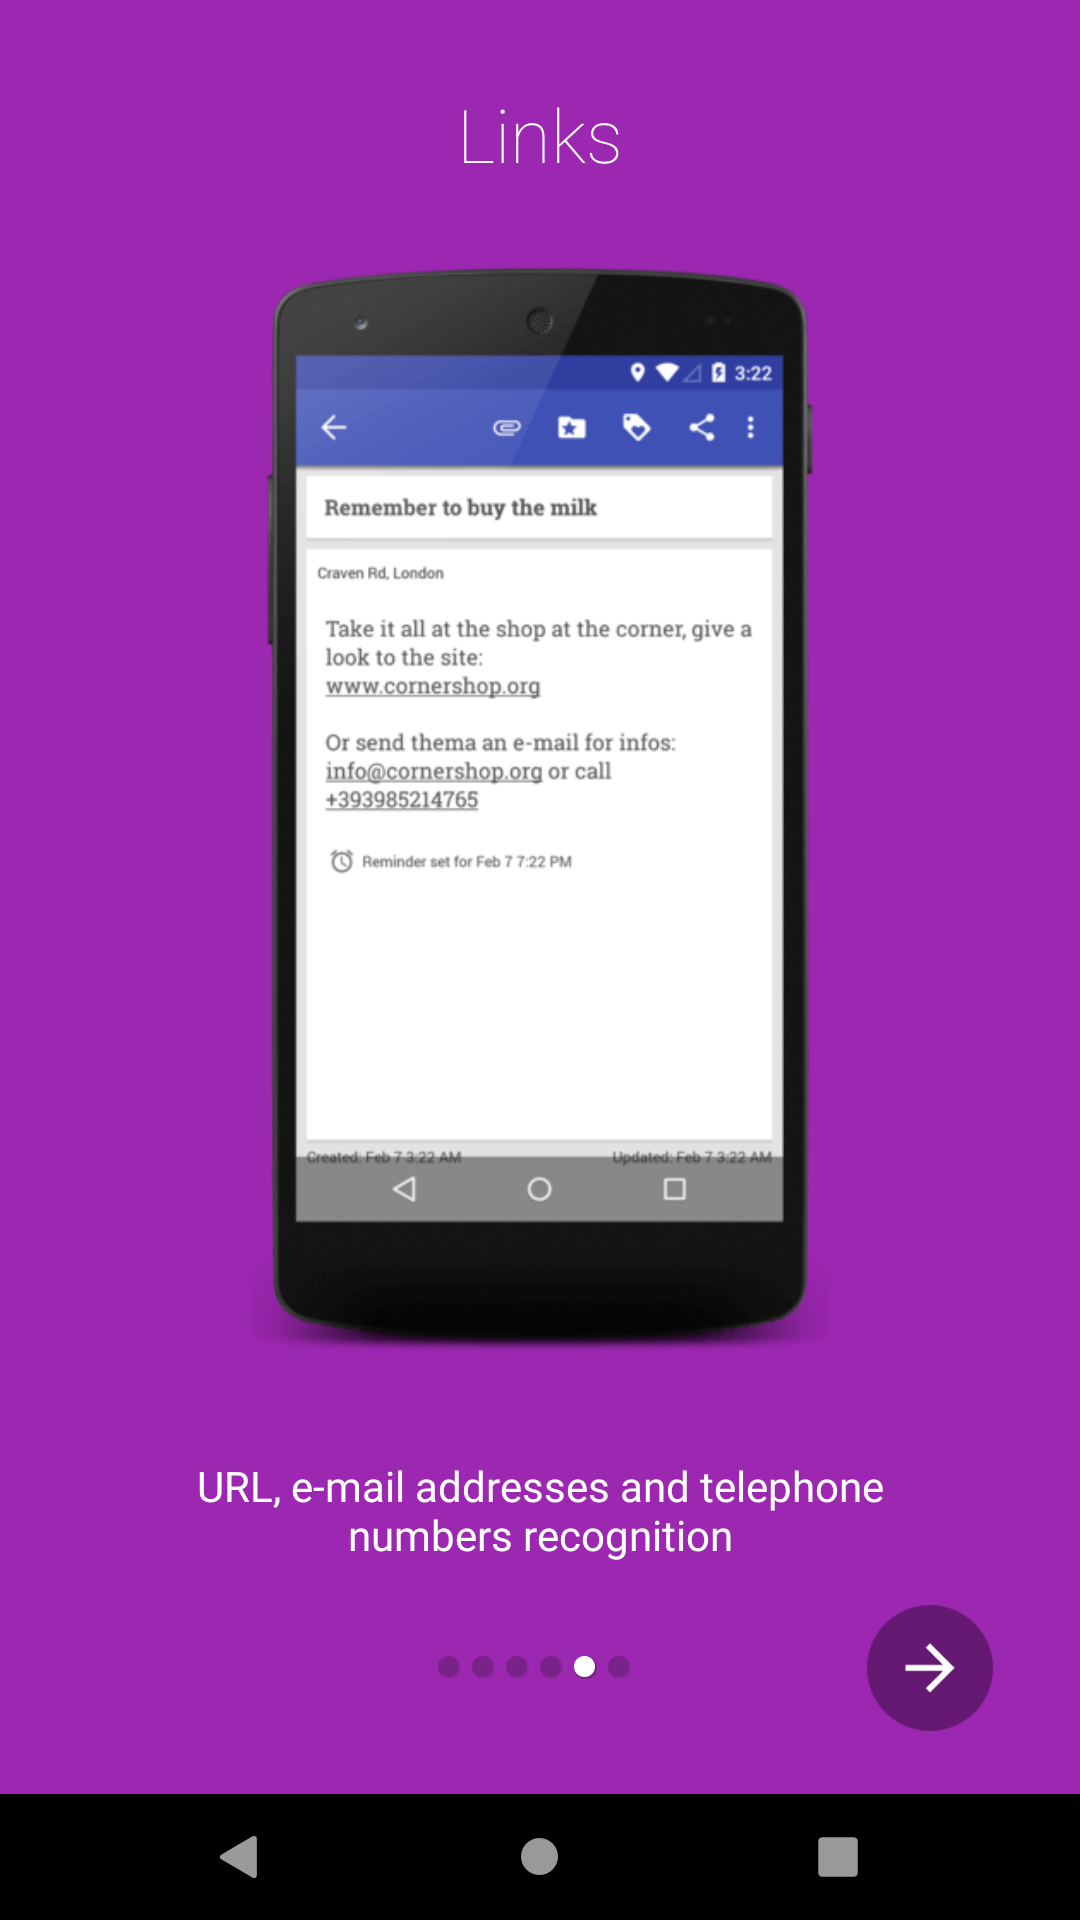 Links
3:22
Remember to buy the milk
Craven Rd, London
Take it all at the shop at the corner, give a
look to the site:
www.cornershop.org
Or send thema an e-mail for infos:
info@cornershop.org or call
+393985214765
Reminder set for Feb 7 7:22 PM
Created: Feb 7 3:22 AM
Updated: Feb 7 3:22 AM
URL, e-mail addresses and telephone
numbers recognition